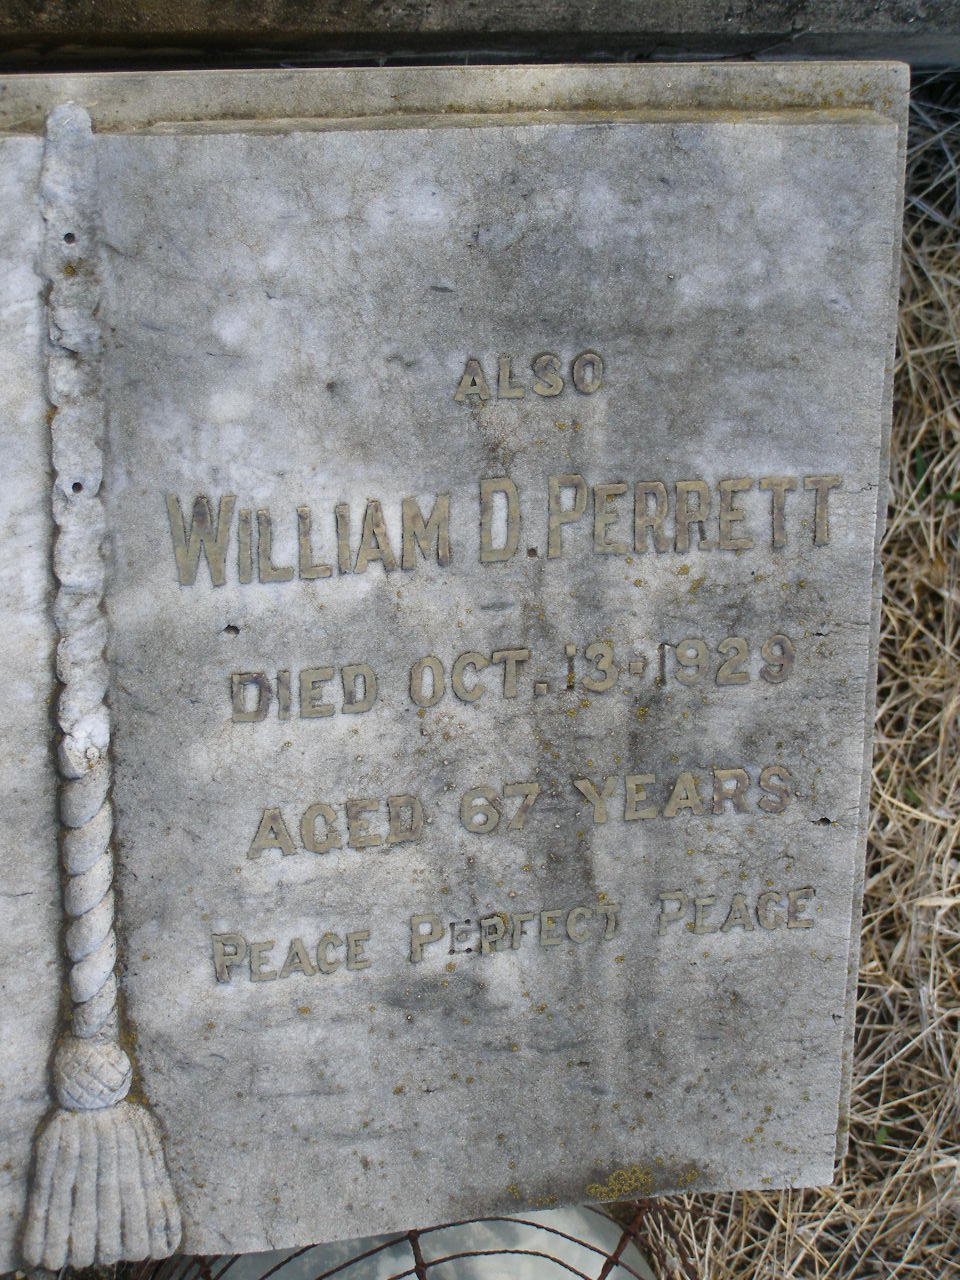 ALSO
WILLIAM D. PERRETT
DIED OCT. 13-1929
AGED 67 YEARS
PEACE PERFECT PEACE